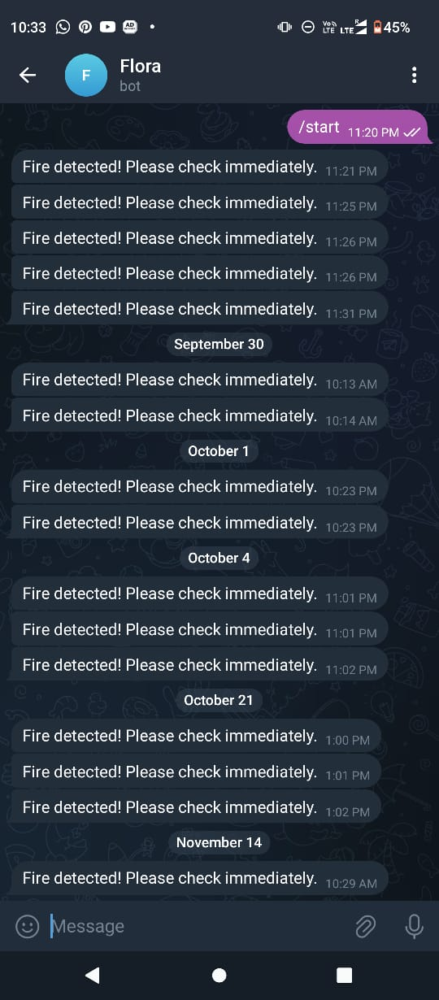 10:33
AD
Vo))
LTE
LTE
R
45%
F
Flora
bot
/start 11:20 PM
Fire detected! Please check immediately. 11:21 PM
Fire detected! Please check immediately. 11:25 PM
Fire detected! Please check immediately. 11:26 PM
Fire detected! Please check immediately. 11:26 PM
Fire detected! Please check immediately. 11:31 PM
September 30
Fire detected! Please check immediately. 10:13 AM
Fire detected! Please check immediately. 10:14 AM
October 1
Fire detected! Please check immediately. 10:23 PM
Fire detected! Please check immediately. 10:23 PM
October 4
Fire detected! Please check immediately. 11:01 PM
Fire detected! Please check immediately. 11:01 PM
Fire detected! Please check immediately. 11:02 PM
October 21
Fire detected! Please check immediately. 1:00 PM
Fire detected! Please check immediately. 1:01 PM
Fire detected! Please check immediately. 1:02 PM
November 14
Fire detected! Please check immediately. 10:29 AM
Message